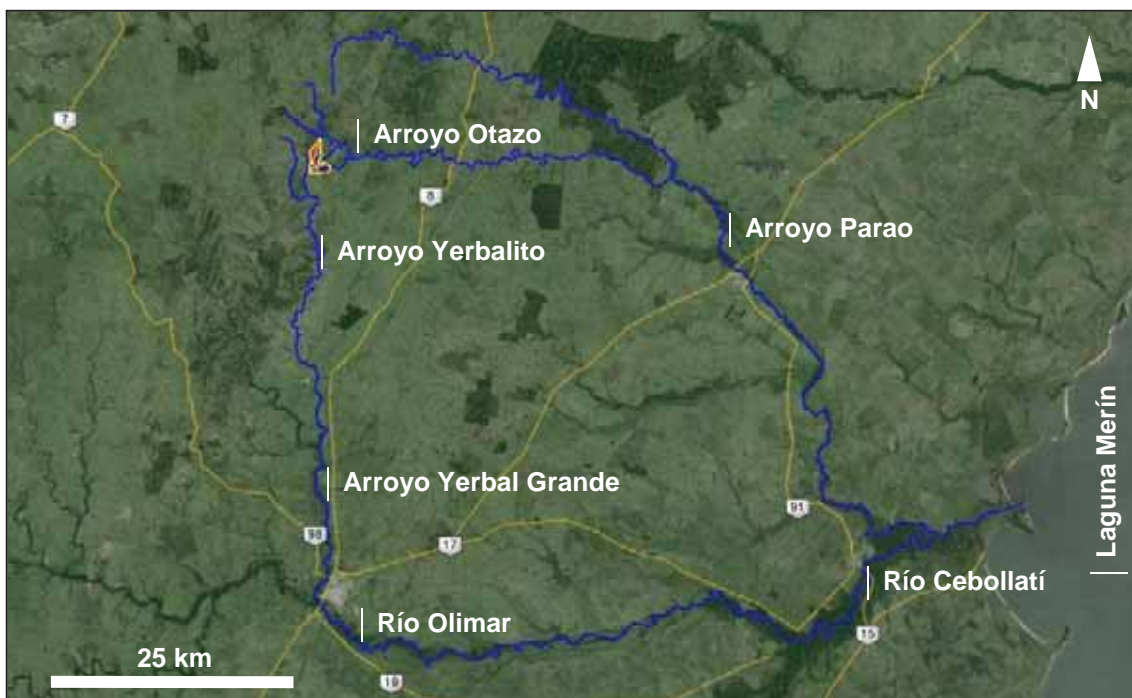 N
7
Arroyo Otazo
8
Arroyo Parao
Arroyo Yerbalito
Laguna Merín
Arroyo Yerbal Grande
91
98
17
Río Cebollatí
Río Olimar
15
25 km
19